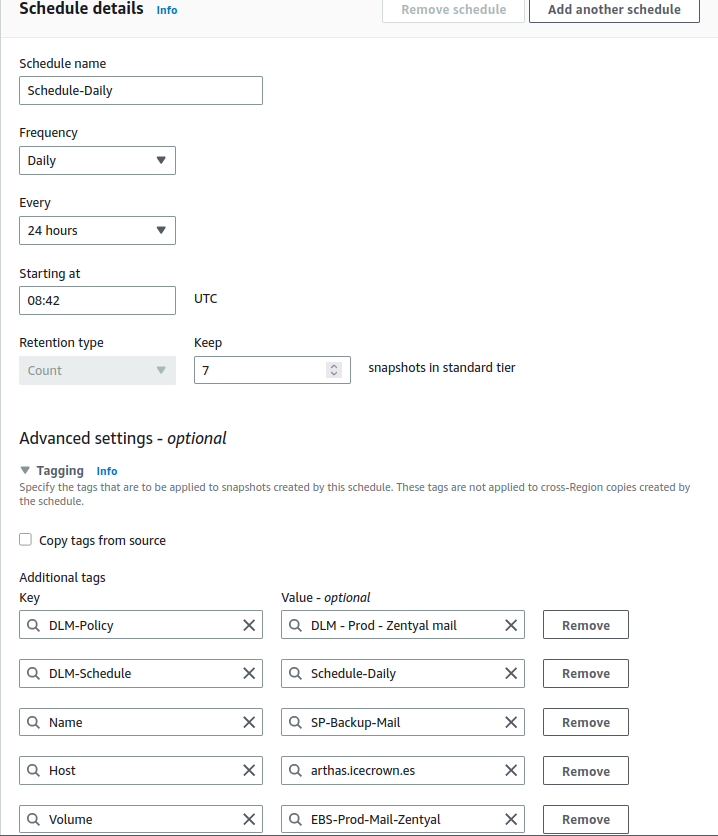 Schedule details Info Remove schedule Add another schedule
Schedule name
Schedule-Daily
Frequency
Daily
Every
24 hours
Starting at
08:42 UTC
Retention type Keep
Count 7 snapshots in standard tier
Advanced settings - optional
Tagging Info
Specify the tags that are to be applied to snapshots created by this schedule. These tags are not applied to cross-Region copies created by
the schedule.
Copy tags from source
Additional tags
Key Value - optional
DLM-Policy DLM - Prod - Zentyal mail Remove
DLM-Schedule Schedule-Daily Remove
Name SP-Backup-Mail Remove
Host arthas.icecrown.es Remove
Volume EBS-Prod-Mail-Zentyal Remove